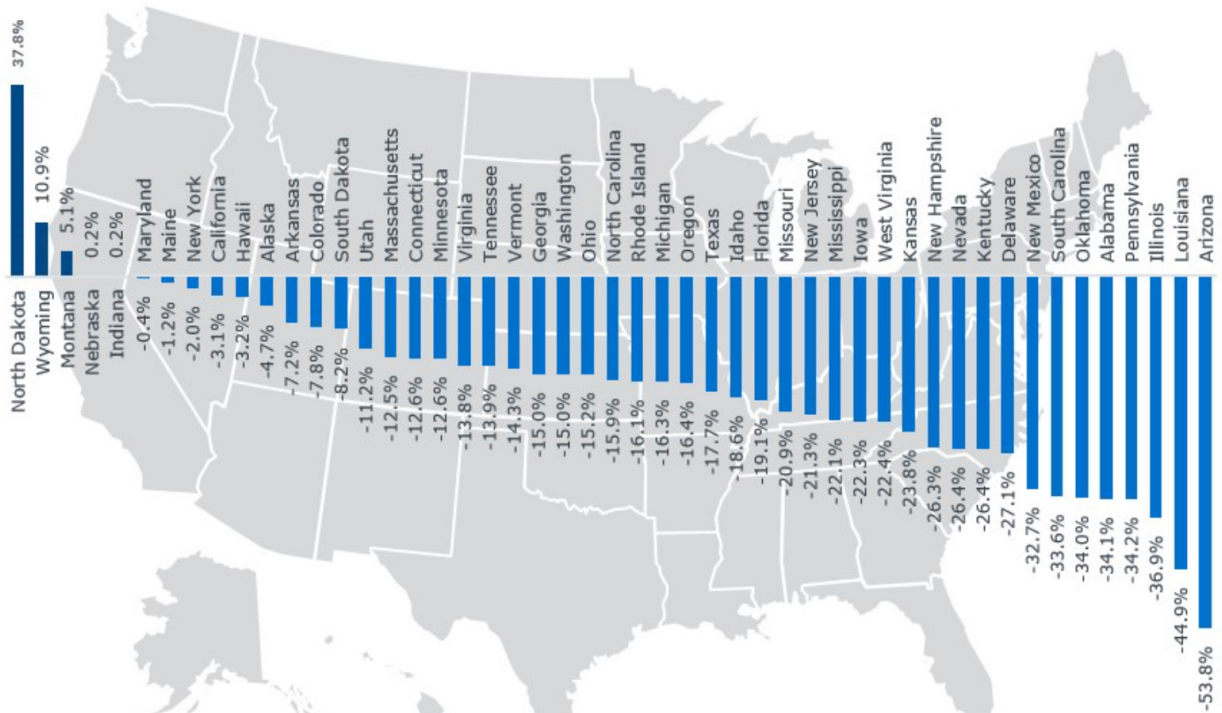 North Dakota 37.8%
Wyoming 10.9%
Montana 5.1%
Nebraska 0.2%
Indiana 0.2%
Maryland -0.4%
Maine -1.2%
New York -2.0%
California -3.1%
Hawaii -3.2%
Alaska -4.7%
Arkansas -7.2%
Colorado -7.8%
South Dakota -8.2%
Utah -11.2%
Massachusetts -12.5%
Connecticut -12.6%
Minnesota -12.6%
Virginia -13.8%
Tennessee -13.9%
Vermont -14.3%
Georgia -15.0%
Washington -15.0%
Ohio -15.2%
North Carolina -15.9%
Rhode Island -16.1%
Michigan -16.3%
Oregon -16.4%
Texas -17.7%
Idaho -18.6%
Florida -19.1%
Missouri -20.9%
New Jersey -21.3%
Mississippi -22.1%
Iowa -22.3%
West Virginia -22.4%
Kansas -23.8%
New Hampshire -26.3%
Nevada -26.4%
Kentucky -26.4%
Delaware -27.1%
New Mexico -32.7%
South Carolina -33.6%
Oklahoma -34.0%
Alabama -34.1%
Pennsylvania -34.2%
Illinois -36.9%
Louisiana -44.9%
Arizona -53.8%